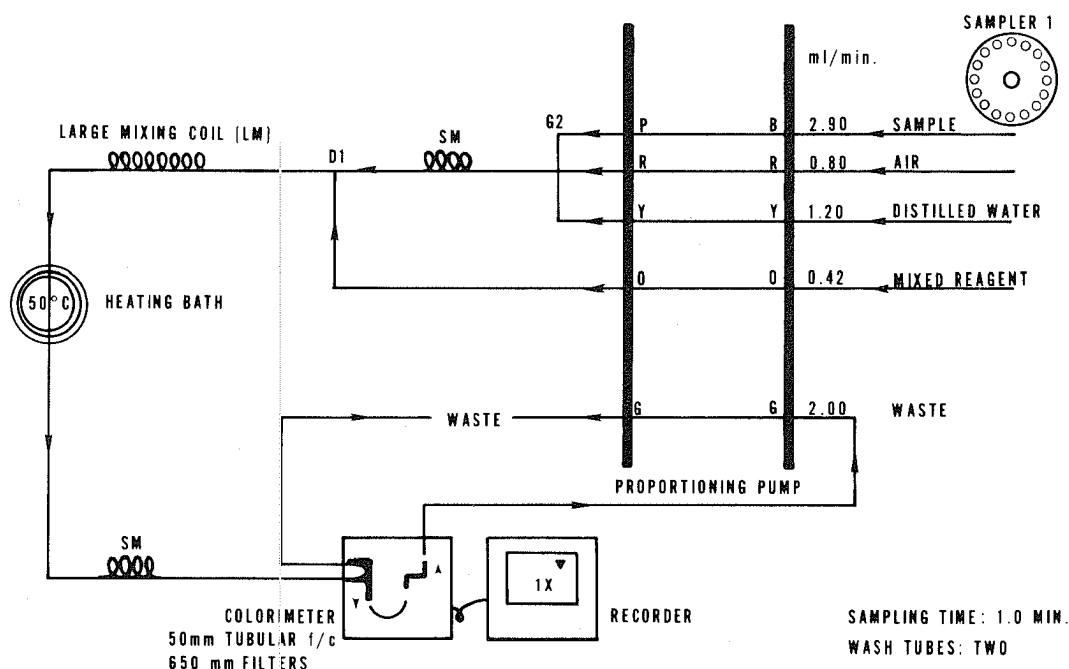 SAMPLER 1
ml/min.
LARGE MIXING COIL (LM)
SM
G2
P B 2.90 SAMPLE
D1
R R 0.80 AIR
Y Y 1.20 DISTILLED WATER
50°C HEATING BATH
O O 0.42 MIXED REAGENT
WASTE
G G 2.00 WASTE
PROPORTIONING PUMP
SM
1X
COLORIMETER
50mm TUBULAR f/c
650 mm FILTERS
RECORDER
SAMPLING TIME: 1.0 MIN.
WASH TUBES: TWO